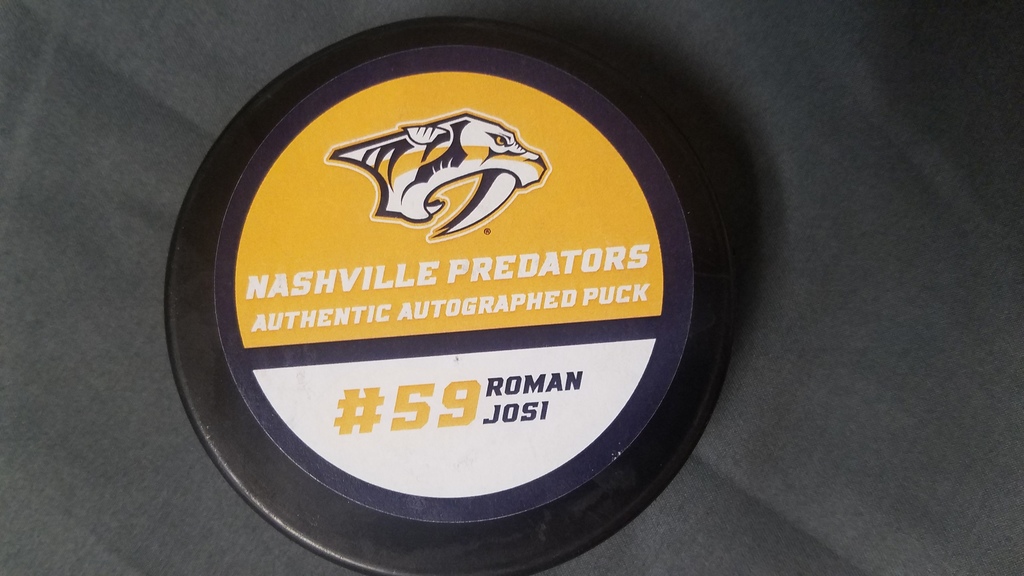 NASHVILLE PREDATORS
AUTHENTIC AUTOGRAPHED PUCK
#59 ROMAN
JOSI